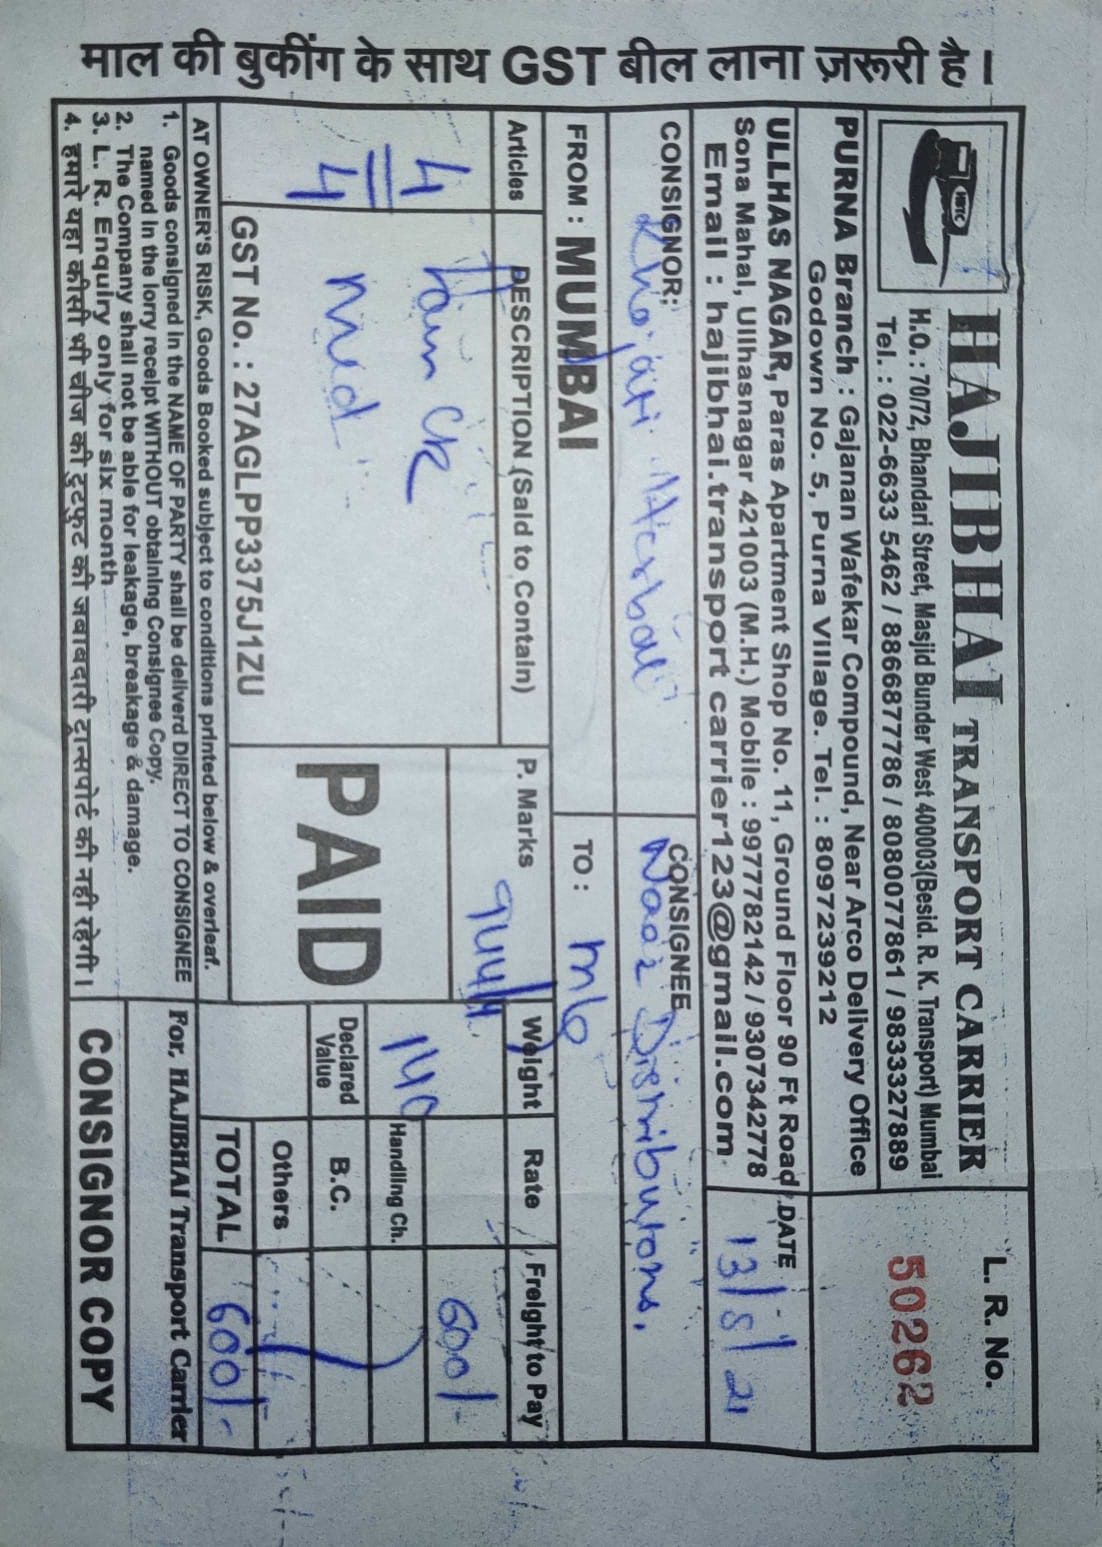 माल की बुकींग के साथ GST बील लाना ज़रूरी है।
HBTC
HAJIBHAI TRANSPORT CARRIER
H.O. : 70/72, Bhandari Street, Masjid Bunder West 400003(Besid. R. K. Transport) Mumbai
Tel. : 022-6633 5462 / 8866877786 / 8080077861 / 9833327889
L. R. No.
50262
PURNA Branch : Gajanan Wafekar Compound, Near Arco Delivery Office
Godown No. 5, Purna Village. Tel. : 8097239212
ULLHAS NAGAR, Paras Apartment Shop No. 11, Ground Floor 90 Ft Road,
Sona Mahal, Ullhasnagar 421003 (M.H.) Mobile : 9977782142 / 9307342778
Email : hajibhai.transport carrier123@gmail.com
DATE
13/8/21
CONSIGNOR:
Herbal
CONSIGNEE
Naaz Distributors,
FROM : MUMBAI
TO :
Articles
DESCRIPTION (Said to Contain)
P. Marks
Weight
Rate
Freight to Pay
4
4
med
944/H
140
600/-
Handling Ch.
Declared Value
B.C.
Others
TOTAL
600/-
PAID
GST No. : 27AGLPP3375J1ZU
AT OWNER'S RISK, Goods Booked subject to conditions printed below & overleaf.
1. Goods consigned in the NAME OF PARTY shall be deliverd DIRECT TO CONSIGNEE
named in the lorry receipt WITHOUT obtaining Consignee Copy.
2. The Company shall not be able for leakage, breakage & damage.
3. L. R. Enquiry only for six month
4. हमारे यहा कीसी भी चीज की टुटफुट की जवाबदारी ट्रान्सपोर्ट की नही रहेगी।
For, HAJIBHAI Transport Carrier
CONSIGNOR COPY